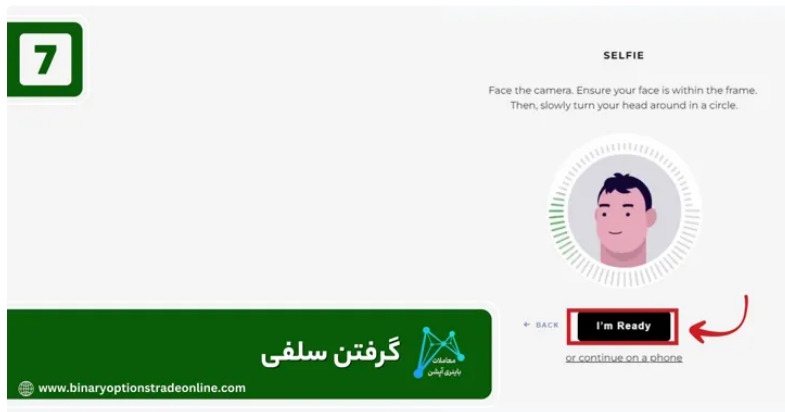 7
SELFIE
Face the camera. Ensure your face is within the frame.
Then, slowly turn your head around in a circle.
← BACK
I'm Ready
or continue on a phone
گرفتن سلفی
معاملات
باینری آپشن
www.binaryoptionstradeonline.com